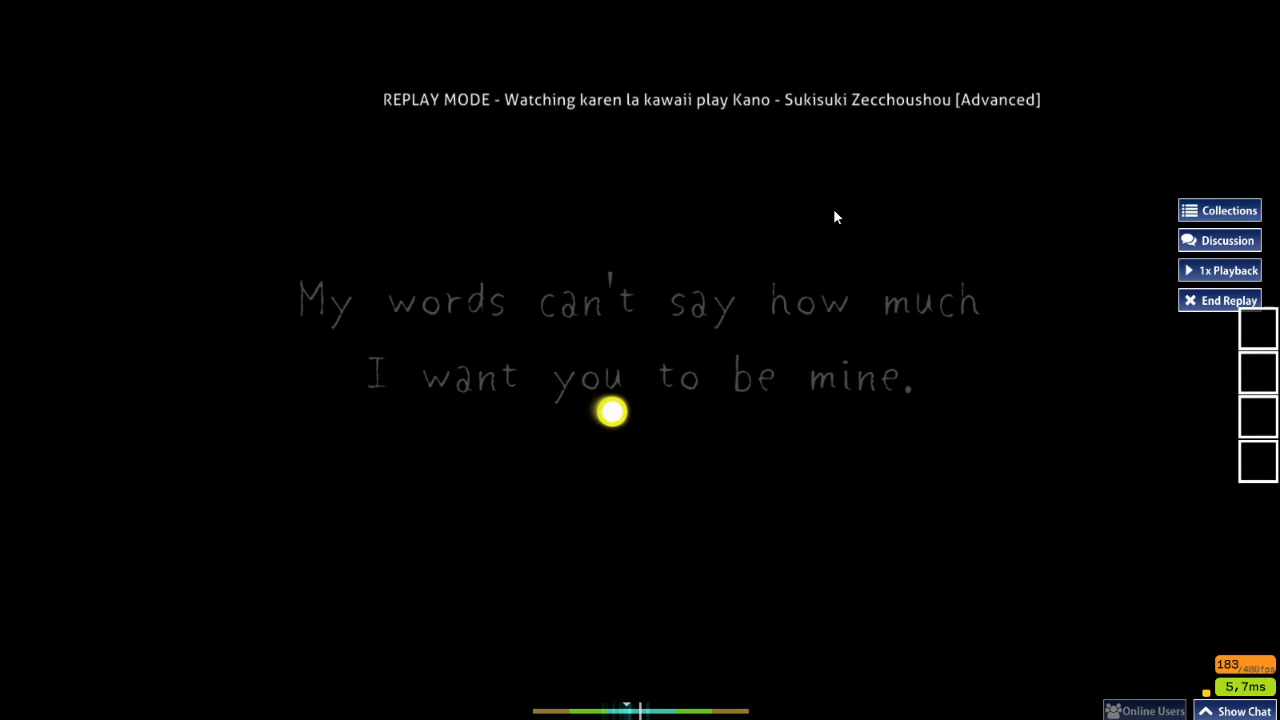 REPLAY MODE - Watching karen la kawaii play Kano - Sukisuki Zecchoushou [Advanced]
Collections
Discussion
My words can't say how much
1x Playback
End Replay
I want you to be mine.
183/480fps
5,7ms
Online Users
Show Chat